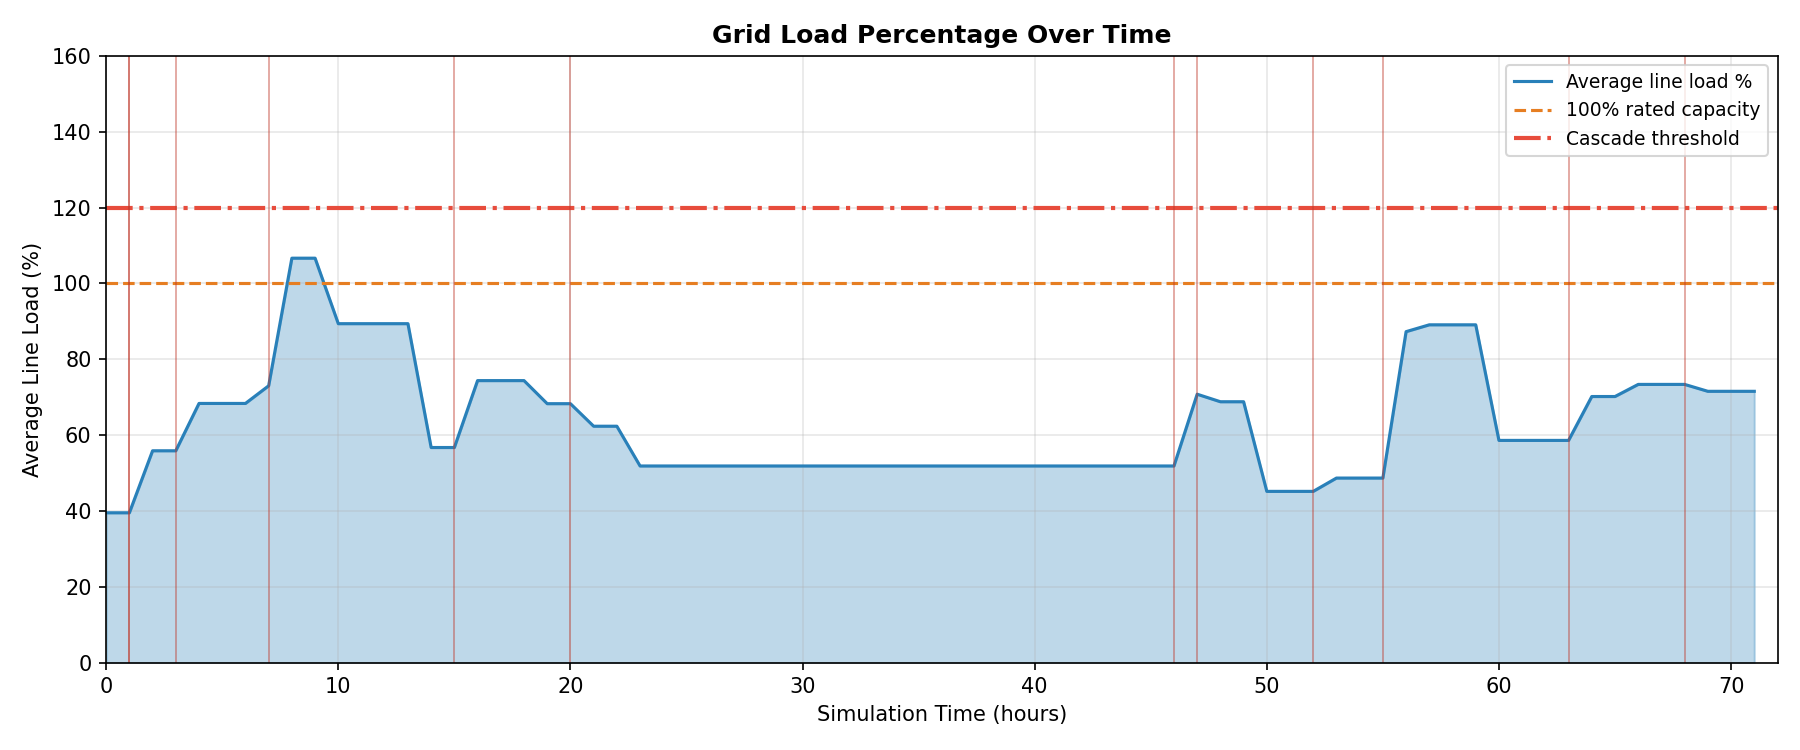 Grid Load Percentage Over Time
Average Line Load (%)
160
140
120
100
80
60
40
20
0
Average line load %
100% rated capacity
Cascade threshold
0 10 20 30 40 50 60 70
Simulation Time (hours)